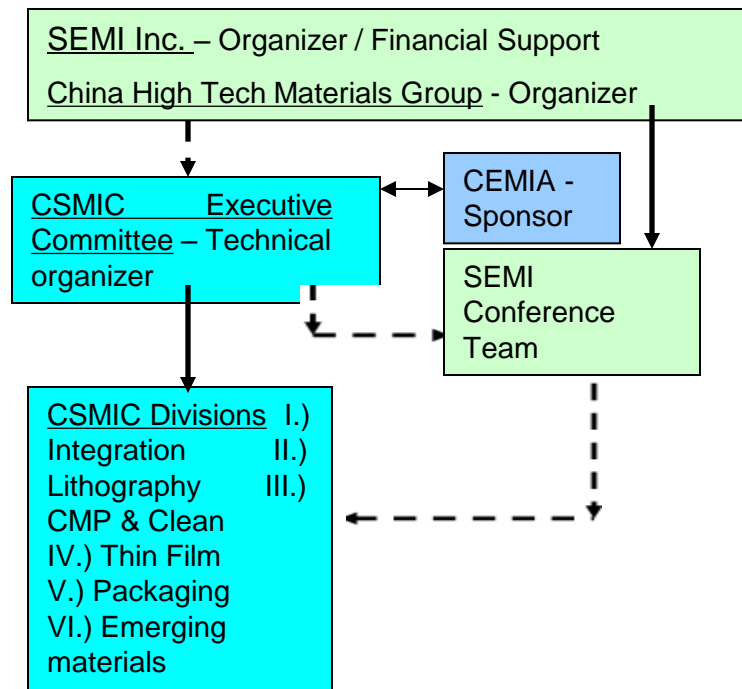 SEMI Inc. – Organizer / Financial Support
China High Tech Materials Group - Organizer
CSMIC Executive
Committee – Technical
organizer
CEMIA -
Sponsor
SEMI
Conference
Team
CSMIC Divisions I.)
Integration II.)
Lithography III.)
CMP & Clean
IV.) Thin Film
V.) Packaging
VI.) Emerging
materials